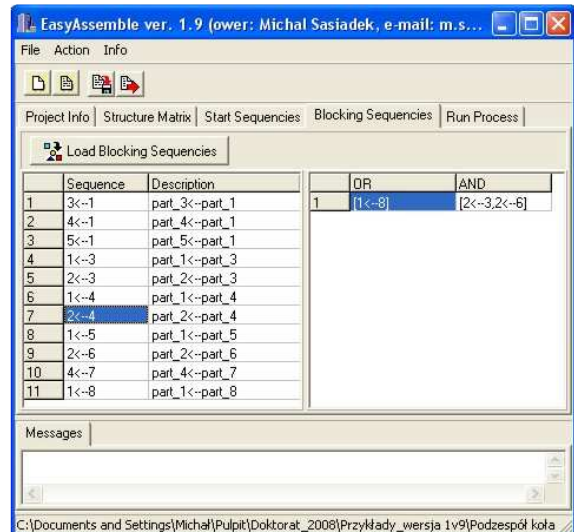 EasyAssemble ver. 1.9 (ower: Michal Sasiadek, e-mail: m.s...
File Action Info
Project Info Structure Matrix Start Sequencies Blocking Sequencies Run Process
Load Blocking Sequencies
Sequence Description OR AND
1 3<--1 part_3<--part_1 1 [1<--8] [2<--3,2<--6]
2 4<--1 part_4<--part_1
3 5<--1 part_5<--part_1
4 1<--3 part_1<--part_3
5 2<--3 part_2<--part_3
6 1<--4 part_1<--part_4
7 2<--4 part_2<--part_4
8 1<--5 part_1<--part_5
9 2<--6 part_2<--part_6
10 4<--7 part_4<--part_7
11 1<--8 part_1<--part_8
Messages
C:\Documents and Settings\Michał\Pulpit\Doktorat_2008\Przykłady_wersja 1v9\Podzespół koła